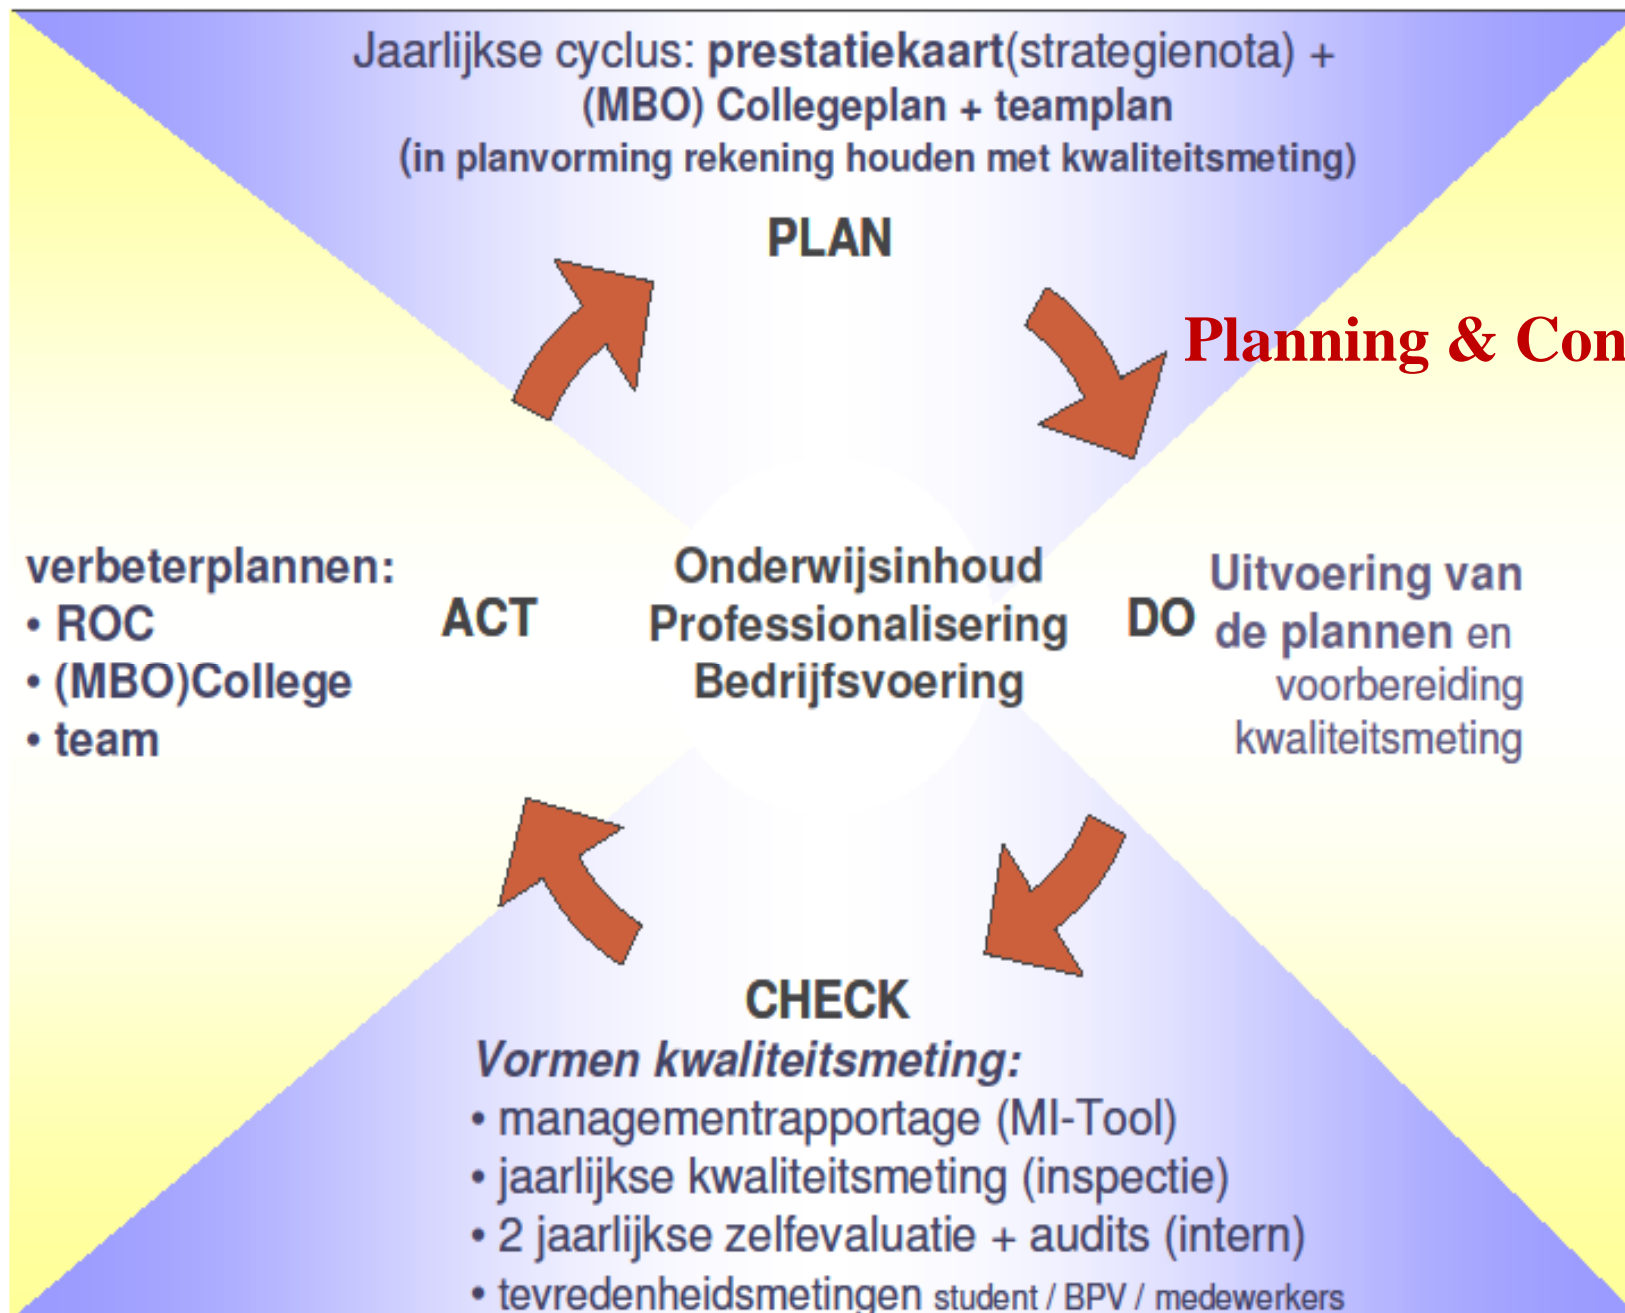 Jaarlijkse cyclus: prestatiekaart(strategienota) +
(MBO) Collegeplan + teamplan
(in planvorming rekening houden met kwaliteitsmeting)
PLAN
Planning & Con
verbeterplannen:
• ROC
• (MBO)College
• team
ACT
Onderwijsinhoud
Professionalisering
Bedrijfsvoering
DO
Uitvoering van
de plannen en
voorbereiding
kwaliteitsmeting
CHECK
Vormen kwaliteitsmeting:
• managementrapportage (MI-Tool)
• jaarlijkse kwaliteitsmeting (inspectie)
• 2 jaarlijkse zelfevaluatie + audits (intern)
• tevredenheidsmetingen student / BPV / medewerkers